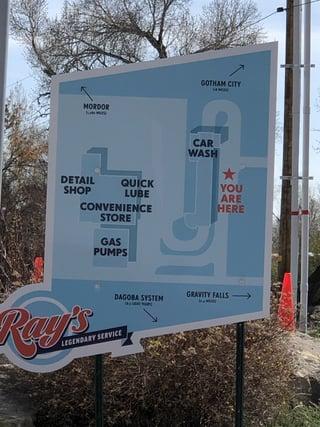 GOTHAM CITY
MORDOR
CAR
WASH
DETAIL
SHOP
QUICK
LUBE
YOU
ARE
HERE
CONVENIENCE
STORE
GAS
PUMPS
DAGOBA SYSTEM
GRAVITY FALLS
Ray's
LEGENDARY SERVICE